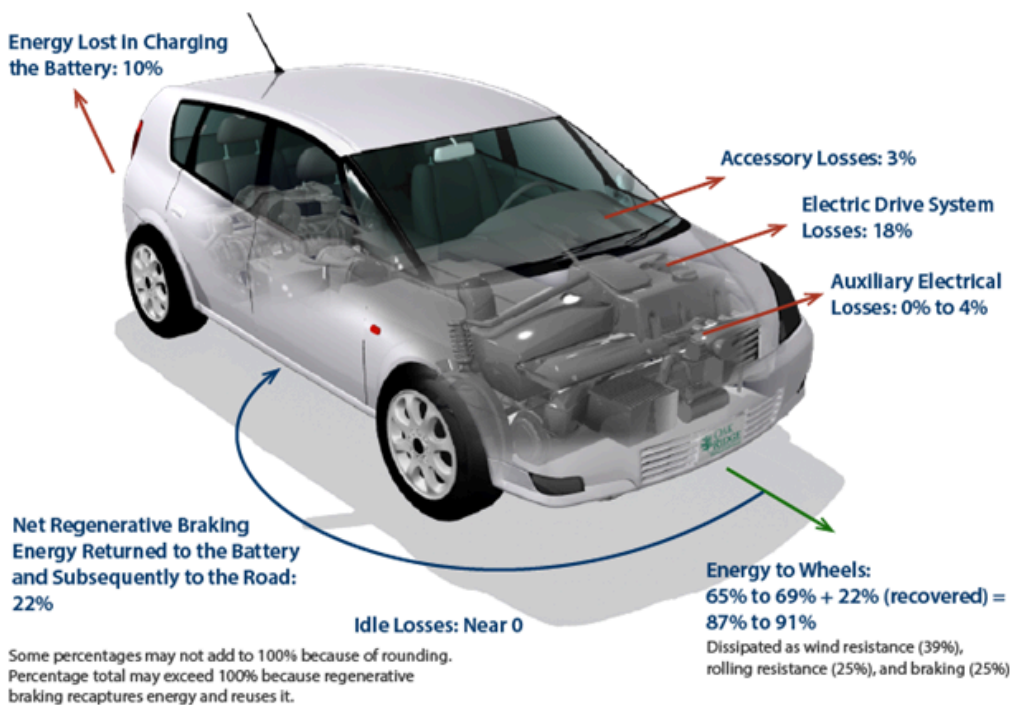 Energy Lost in Charging
the Battery: 10%
Accessory Losses: 3%
Electric Drive System
Losses: 18%
Auxiliary Electrical
Losses: 0% to 4%
OAK
RIDGE
Net Regenerative Braking
Energy Returned to the Battery
and Subsequently to the Road:
22%
Energy to Wheels:
65% to 69% + 22% (recovered) =
87% to 91%
Dissipated as wind resistance (39%),
rolling resistance (25%), and braking (25%)
Idle Losses: Near 0
Some percentages may not add to 100% because of rounding.
Percentage total may exceed 100% because regenerative
braking recaptures energy and reuses it.